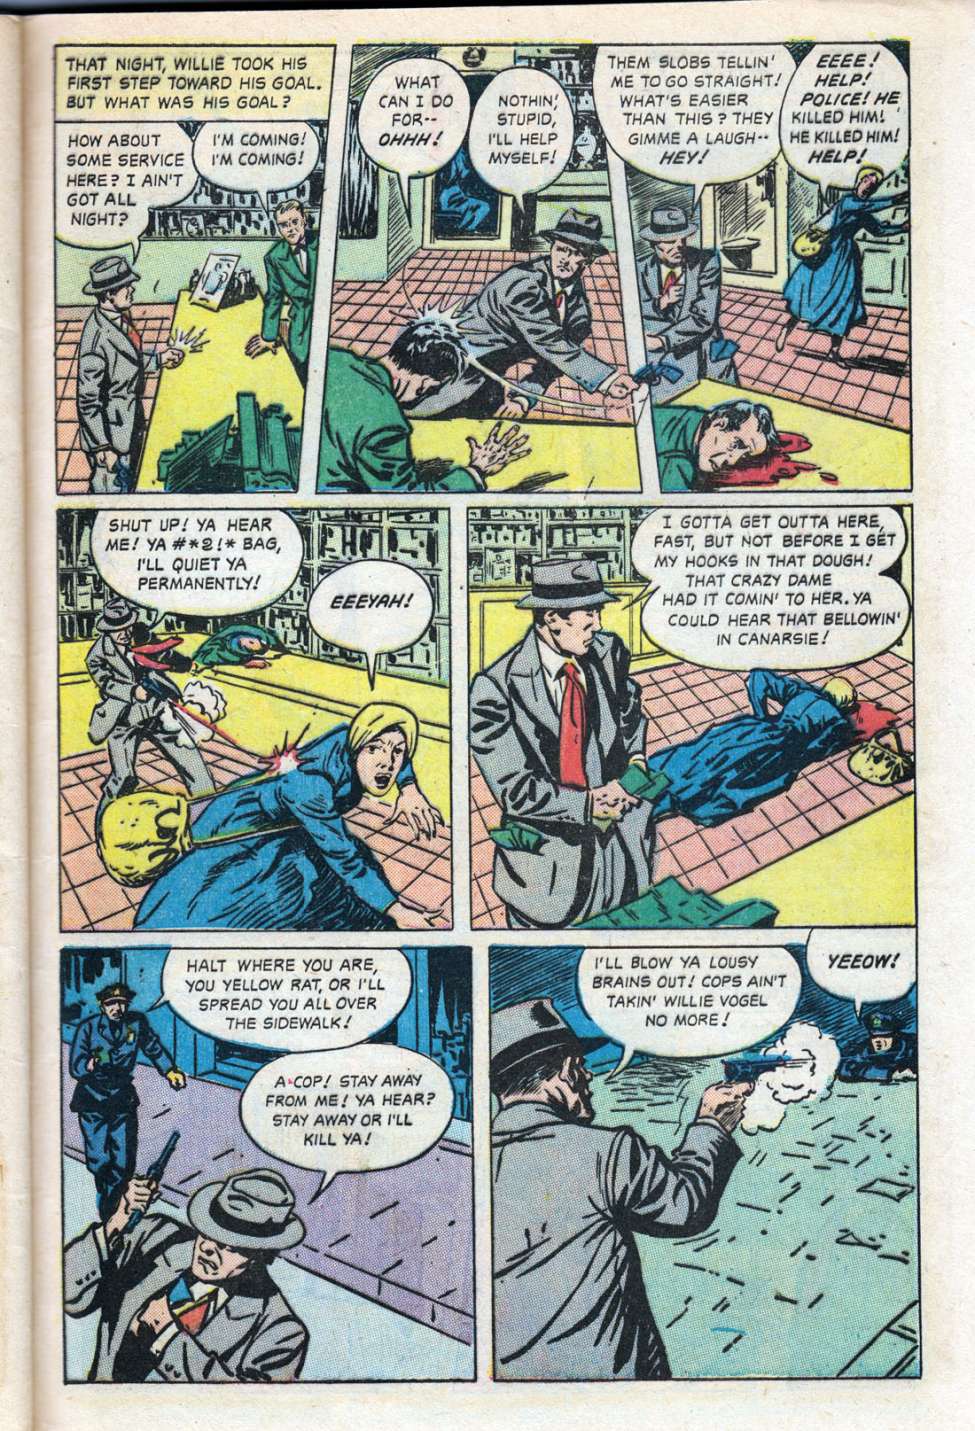 THAT NIGHT, WILLIE TOOK HIS
FIRST STEP TOWARD HIS GOAL.
BUT WHAT WAS HIS GOAL?
HOW ABOUT
SOME SERVICE
HERE? I AIN'T
GOT ALL
NIGHT?
I'M COMING!
I'M COMING!
WHAT
CAN I DO
FOR--
OHHH!
NOTHIN,'
STUPID,
I'LL HELP
MYSELF!
THEM SLOBS TELLIN'
ME TO GO STRAIGHT!
WHAT'S EASIER
THAN THIS? THEY
GIMME A LAUGH--
HEY!
EEEE!
HELP!
POLICE! HE
KILLED HIM!
HE KILLED HIM!
HELP!
SHUT UP! YA HEAR
ME! YA #*2!* BAG,
I'LL QUIET YA
PERMANENTLY!
EEEYAH!
I GOTTA GET OUTTA HERE,
FAST, BUT NOT BEFORE I GET
MY HOOKS IN THAT DOUGH!
THAT CRAZY DAME
HAD IT COMIN' TO HER. YA
COULD HEAR THAT BELLOWIN'
IN CANARSIE!
HALT WHERE YOU ARE,
YOU YELLOW RAT, OR I'LL
SPREAD YOU ALL OVER
THE SIDEWALK!
A COP! STAY AWAY
FROM ME! YA HEAR?
STAY AWAY OR I'LL
KILL YA!
I'LL BLOW YA LOUSY
BRAINS OUT! COPS AIN'T
TAKIN' WILLIE VOGEL
NO MORE!
YEEOW!